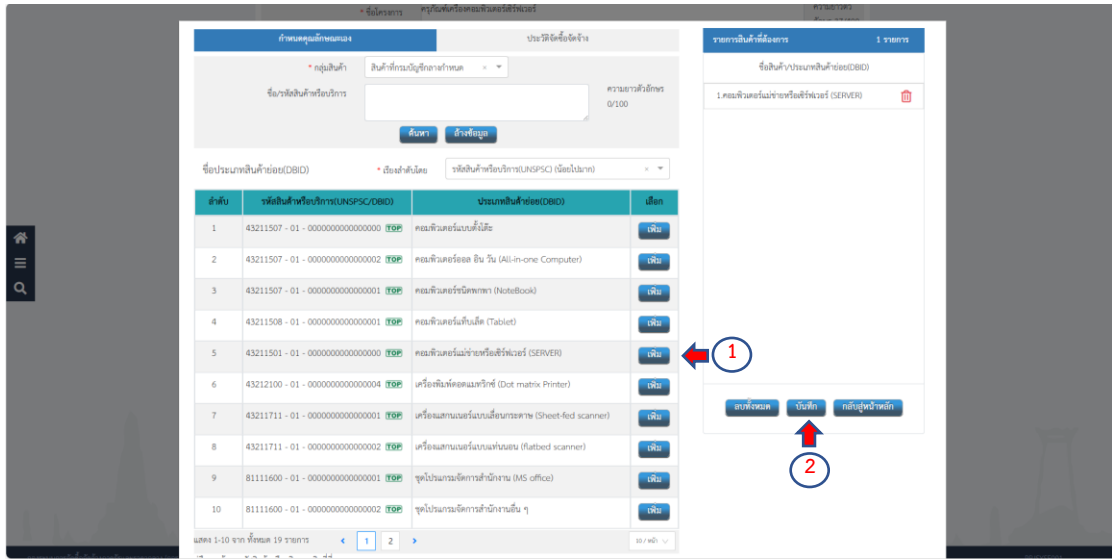 * ชื่อโครงการ ครุภัณฑ์เครื่องคอมพิวเตอร์เซิร์ฟเวอร์
กำหนดคุณลักษณะเอง ประวัติจัดซื้อจัดจ้าง
* กลุ่มสินค้า สินค้าที่กรมบัญชีกลางกำหนด ×
ชื่อ/รหัสสินค้าหรือบริการ
ความยาวตัวอักษร
0/100
ค้นหา ล้างข้อมูล
ชื่อประเภทสินค้าย่อย(DBID) * เรียงลำดับโดย รหัสสินค้าหรือบริการ(UNSPSC) (น้อยไปมาก) ×
ลำดับ รหัสสินค้าหรือบริการ(UNSPSC/DBID) ประเภทสินค้าย่อย(DBID) เลือก
1 43211507 - 01 - 0000000000000000 TOP คอมพิวเตอร์แบบตั้งโต๊ะ เพิ่ม
2 43211507 - 01 - 0000000000000002 TOP คอมพิวเตอร์ออล อิน วัน (All-in-one Computer) เพิ่ม
3 43211507 - 01 - 0000000000000001 TOP คอมพิวเตอร์ชนิดพกพา (NoteBook) เพิ่ม
4 43211508 - 01 - 0000000000000001 TOP คอมพิวเตอร์แท็บเล็ต (Tablet) เพิ่ม
5 43211501 - 01 - 0000000000000000 TOP คอมพิวเตอร์แม่ข่ายหรือเซิร์ฟเวอร์ (SERVER) เพิ่ม
6 43212100 - 01 - 0000000000000004 TOP เครื่องพิมพ์ดอตแมทริกซ์ (Dot matrix Printer) เพิ่ม
7 43211711 - 01 - 0000000000000001 TOP เครื่องแสกนเนอร์แบบเลื่อนกระดาษ (Sheet-fed scanner) เพิ่ม
8 43211711 - 01 - 0000000000000002 TOP เครื่องแสกนเนอร์แบบแท่นนอน (flatbed scanner) เพิ่ม
9 81111600 - 01 - 0000000000000001 TOP ชุดโปรแกรมจัดการสำนักงาน (MS office) เพิ่ม
10 81111600 - 01 - 0000000000000002 TOP ชุดโปรแกรมจัดการสำนักงานอื่น ๆ เพิ่ม
แสดง 1-10 จาก ทั้งหมด 19 รายการ < 1 2 > 10 / หน้า
รายการสินค้าที่ต้องการ 1 รายการ
ชื่อสินค้า/ประเภทสินค้าย่อย(DBID)
1.คอมพิวเตอร์แม่ข่ายหรือเซิร์ฟเวอร์ (SERVER)
ลบทั้งหมด บันทึก กลับสู่หน้าหลัก
1
2